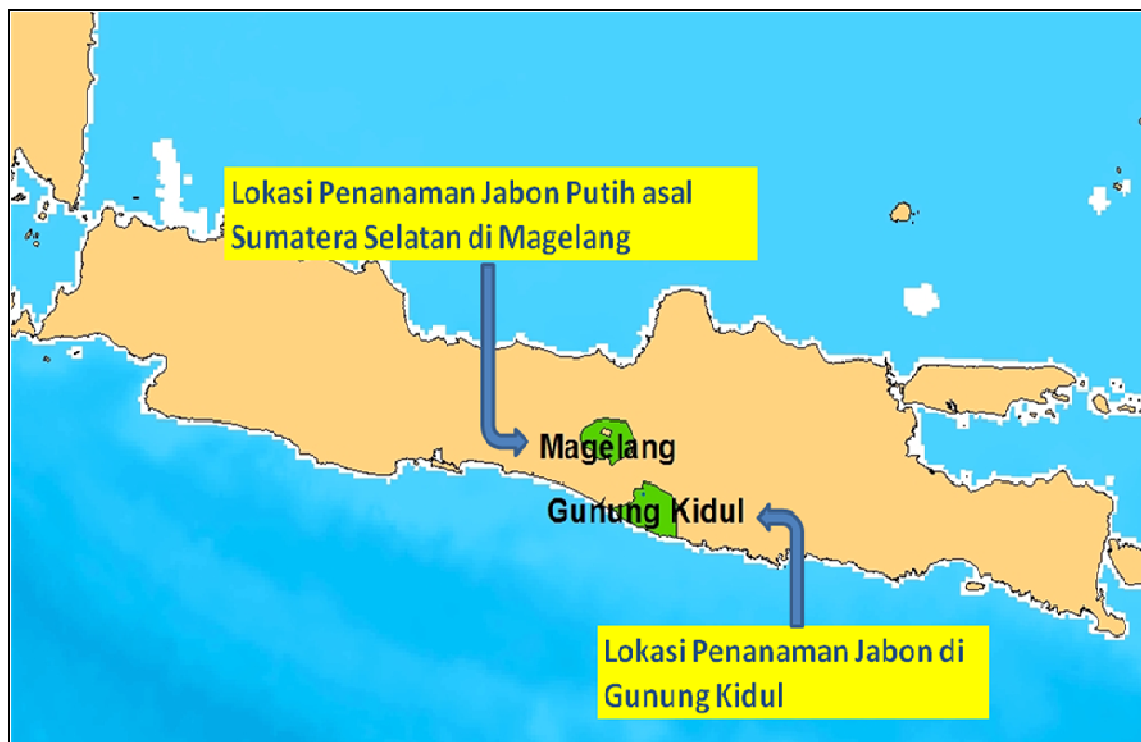 Lokasi Penanaman Jabon Putih asal
Sumatera Selatan di Magelang
Magelang
Gunung Kidul
Lokasi Penanaman Jabon di
Gunung Kidul